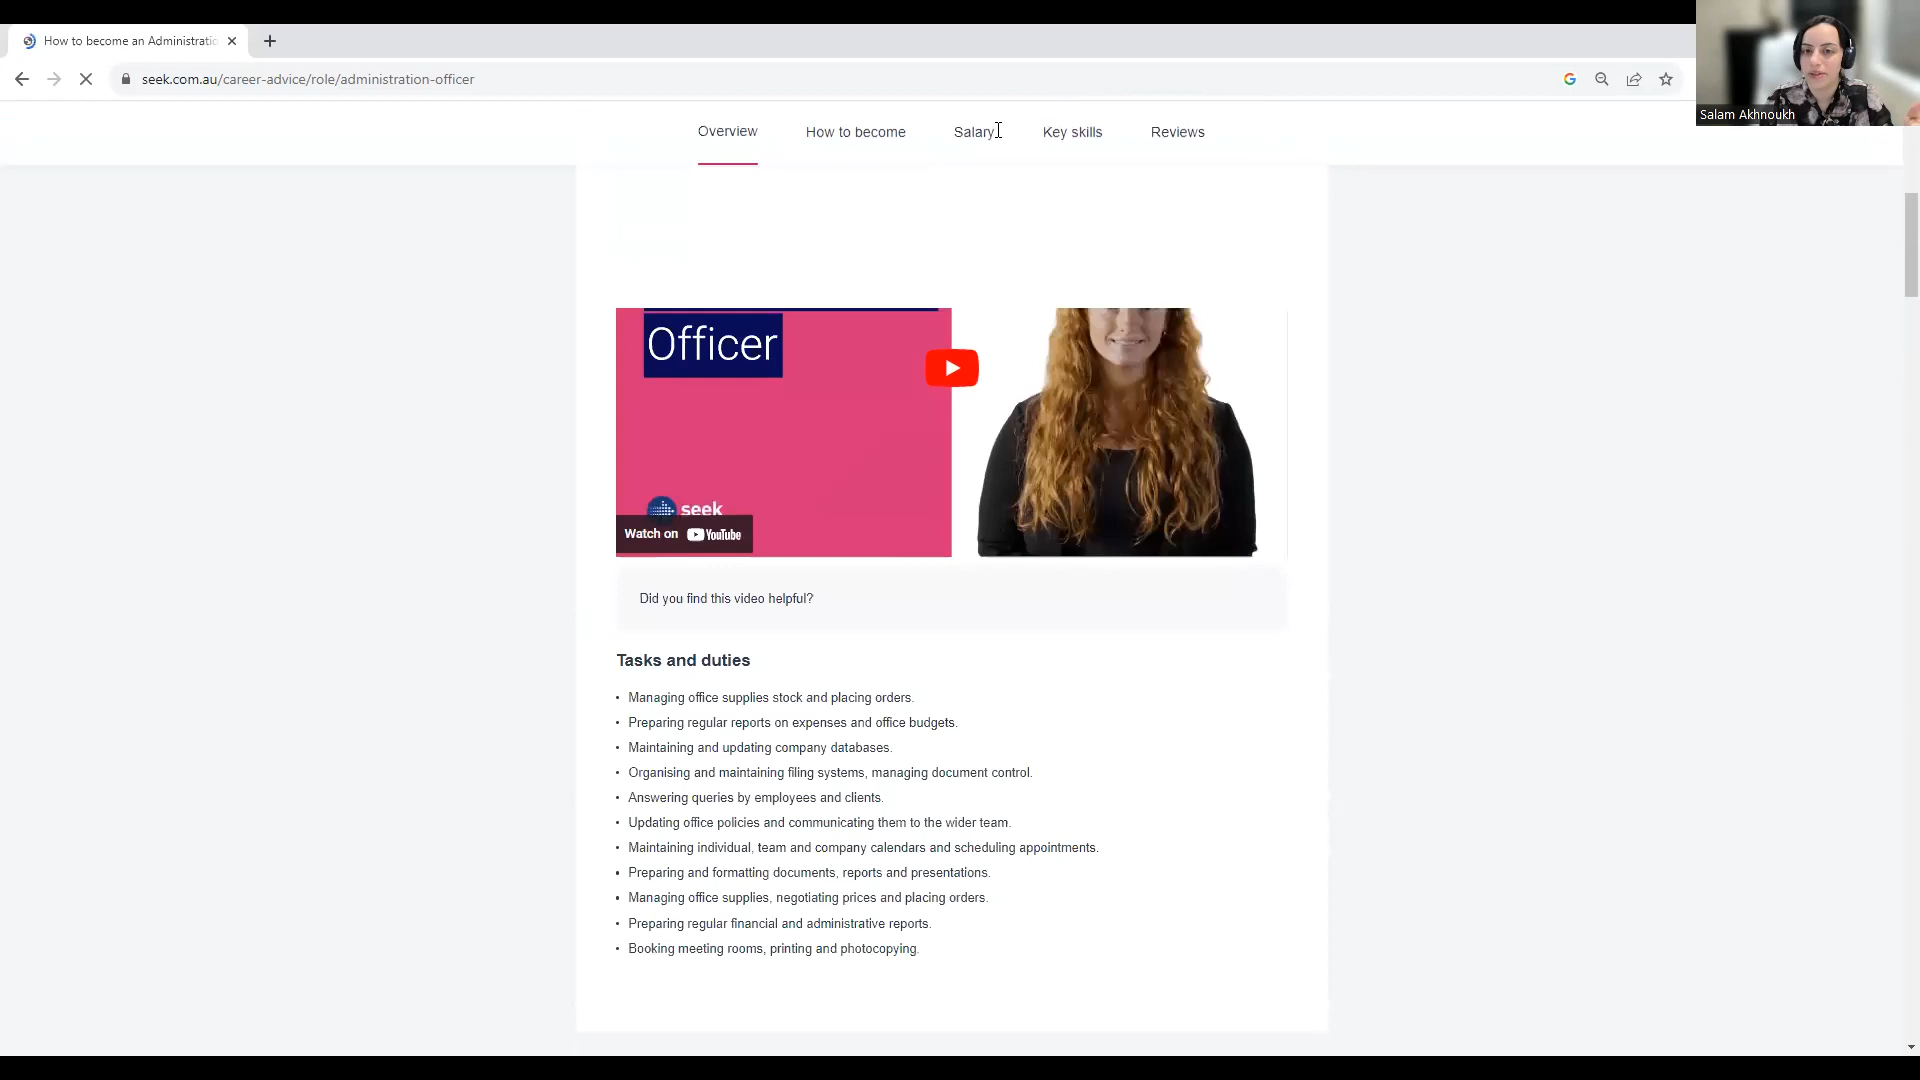 How to become an Administratio
seek.com.au/career-advice/role/administration-officer
Salam Akhnoukh
Overview
How to become
Salary
Key skills
Reviews
Officer
seek
Watch on YouTube
Did you find this video helpful?
Tasks and duties
• Managing office supplies stock and placing orders.
• Preparing regular reports on expenses and office budgets.
• Maintaining and updating company databases.
• Organising and maintaining filing systems, managing document control.
• Answering queries by employees and clients.
• Updating office policies and communicating them to the wider team.
• Maintaining individual, team and company calendars and scheduling appointments.
• Preparing and formatting documents, reports and presentations.
• Managing office supplies, negotiating prices and placing orders.
• Preparing regular financial and administrative reports.
• Booking meeting rooms, printing and photocopying.